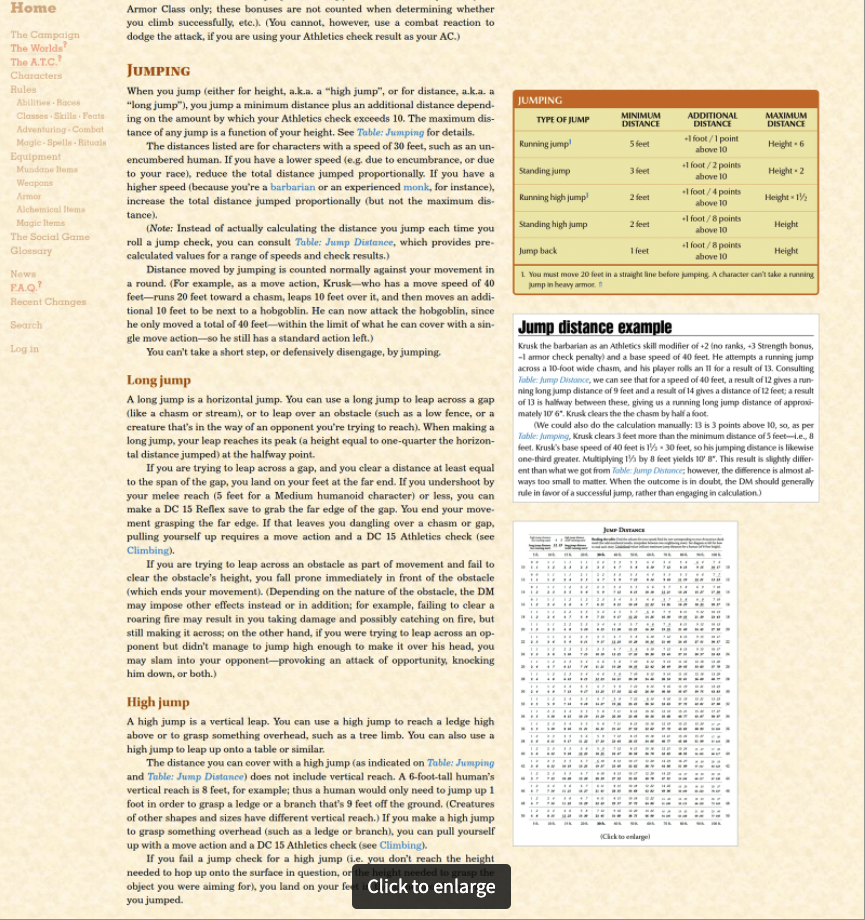 Home
The Campaign
The Worlds?
The A.T.C.?
Characters
Rules
Abilities • Races
Classes • Skills • Feats
Adventuring • Combat
Magic • Spells • Rituals
Equipment
Mundane Items
Weapons
Armor
Alchemical Items
Magic Items
The Social Game
Glossary
News
F.A.Q.?
Recent Changes
Search
Log in
Armor Class only; these bonuses are not counted when determining whether
you climb successfully, etc.). (You cannot, however, use a combat reaction to
dodge the attack, if you are using your Athletics check result as your AC.)
JUMPING
When you jump (either for height, a.k.a. a “high jump”, or for distance, a.k.a. a
“long jump”), you jump a minimum distance plus an additional distance depend-
ing on the amount by which your Athletics check exceeds 10. The maximum dis-
tance of any jump is a function of your height. See Table: Jumping for details.
The distances listed are for characters with a speed of 30 feet, such as an un-
encumbered human. If you have a lower speed (e.g. due to encumbrance, or due
to your race), reduce the total distance jumped proportionally. If you have a
higher speed (because you’re a barbarian or an experienced monk, for instance),
increase the total distance jumped proportionally (but not the maximum dis-
tance).
(Note: Instead of actually calculating the distance you jump each time you
roll a jump check, you can consult Table: Jump Distance, which provides pre-
calculated values for a range of speeds and check results.)
Distance moved by jumping is counted normally against your movement in
a round. (For example, as a move action, Krusk—who has a move speed of 40
feet—runs 20 feet toward a chasm, leaps 10 feet over it, and then moves an addi-
tional 10 feet to be next to a hobgoblin. He can now attack the hobgoblin, since
he only moved a total of 40 feet—within the limit of what he can cover with a sin-
gle move action—so he still has a standard action left.)
You can’t take a short step, or defensively disengage, by jumping.
Long jump
A long jump is a horizontal jump. You can use a long jump to leap across a gap
(like a chasm or stream), or to leap over an obstacle (such as a low fence, or a
creature that’s in the way of an opponent you’re trying to reach). When making a
long jump, your leap reaches its peak (a height equal to one-quarter the horizon-
tal distance jumped) at the halfway point.
If you are trying to leap across a gap, and you clear a distance at least equal
to the span of the gap, you land on your feet at the far end. If you undershoot by
your melee reach (5 feet for a Medium humanoid character) or less, you can
make a DC 15 Reflex save to grab the far edge of the gap. You end your move-
ment grasping the far edge. If that leaves you dangling over a chasm or gap,
pulling yourself up requires a move action and a DC 15 Athletics check (see
Climbing).
If you are trying to leap across an obstacle as part of movement and fail to
clear the obstacle’s height, you fall prone immediately in front of the obstacle
(which ends your movement). (Depending on the nature of the obstacle, the DM
may impose other effects instead or in addition; for example, failing to clear a
roaring fire may result in you taking damage and possibly catching on fire, but
still making it across; on the other hand, if you were trying to leap across an op-
ponent but didn’t manage to jump high enough to make it over his head, you
may slam into your opponent—provoking an attack of opportunity, knocking
him down, or both.)
High jump
A high jump is a vertical leap. You can use a high jump to reach a ledge high
above or to grasp something overhead, such as a tree limb. You can also use a
high jump to leap up onto a table or similar.
The distance you can cover with a high jump (as indicated on Table: Jumping
and Table: Jump Distance) does not include vertical reach. A 6-foot-tall human’s
vertical reach is 8 feet, for example; thus a human would only need to jump up 1
foot in order to grasp a ledge or a branch that’s 9 feet off the ground. (Creatures
of other shapes and sizes have different vertical reach.) If you make a high jump
to grasp something overhead (such as a ledge or branch), you can pull yourself
up with a move action and a DC 15 Athletics check (see Climbing).
If you fail a jump check for a high jump (i.e. you don’t reach the height
needed to hop up onto the surface in question, or the height needed to grasp the
object you were aiming for), you land on your feet
you jumped.
Click to enlarge
JUMPING
TYPE OF JUMP MINIMUM DISTANCE ADDITIONAL DISTANCE MAXIMUM DISTANCE
Running jump1 5 feet +1 foot / 1 point above 10 Height × 6
Standing jump 3 feet +1 foot / 2 points above 10 Height × 2
Running high jump1 2 feet +1 foot / 4 points above 10 Height × 1½
Standing high jump 2 feet +1 foot / 8 points above 10 Height
Jump back 1 feet +1 foot / 8 points above 10 Height
1. You must move 20 feet in a straight line before jumping. A character can’t take a running
jump in heavy armor. ⇑
Jump distance example
Krusk the barbarian as an Athletics skill modifier of +2 (no ranks, +3 Strength bonus,
−1 armor check penalty) and a base speed of 40 feet. He attempts a running jump
across a 10-foot wide chasm, and his player rolls an 11 for a result of 13. Consulting
Table: Jump Distance, we can see that for a speed of 40 feet, a result of 12 gives a run-
ning long jump distance of 9 feet and a result of 14 gives a distance of 12 feet; a result
of 13 is halfway between these, giving us a running long jump distance of approxi-
mately 10′ 6″. Krusk clears the the chasm by half a foot.
(We could also do the calculation manually: 13 is 3 points above 10, so, as per
Table: Jumping, Krusk clears 3 feet more than the minimum distance of 5 feet—i.e., 8
feet. Krusk’s base speed of 40 feet is 1⅓ × 30 feet, so his jumping distance is likewise
one-third greater. Multiplying 1⅓ by 8 feet yields 10′ 8″. This result is slightly differ-
ent than what we got from Table: Jump Distance; however, the difference is almost al-
ways too small to matter. When the outcome is in doubt, the DM should generally
rule in favor of a successful jump, rather than engaging in calculation.)
JUMP DISTANCE
(Click to enlarge)